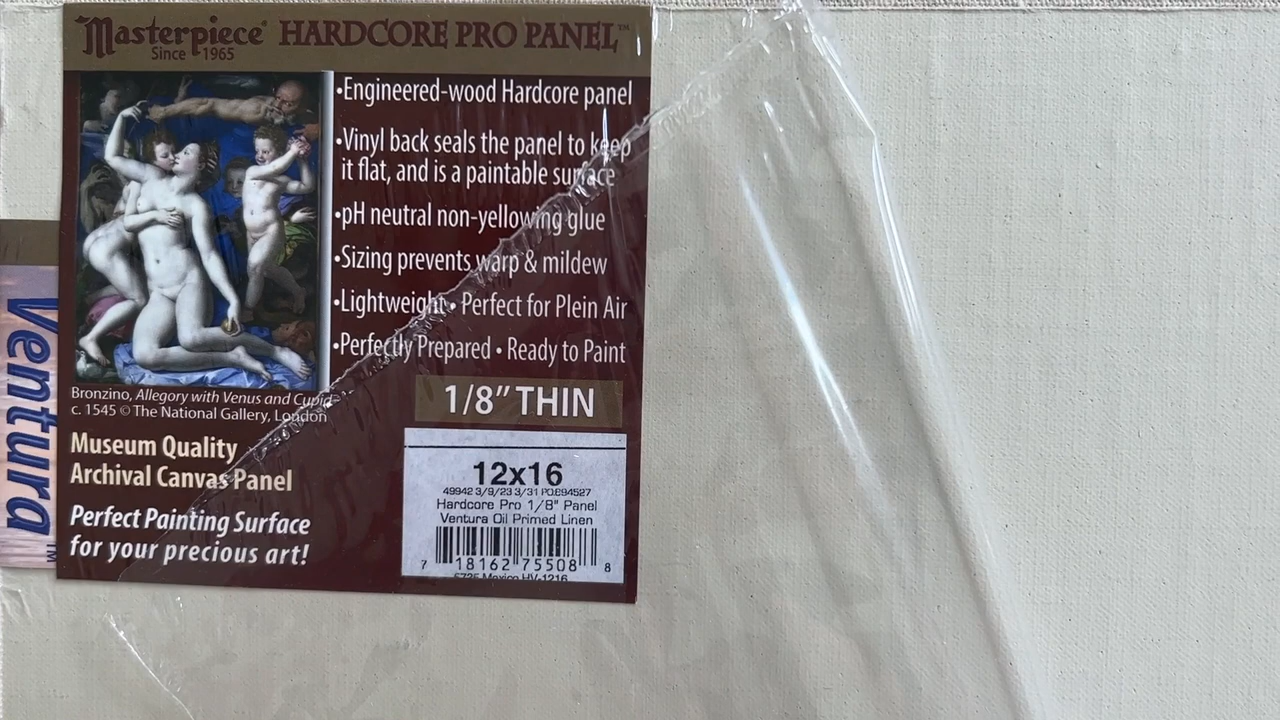 Masterpiece® HARDCORE PRO PANEL™
Since 1965
•Engineered-wood Hardcore panel
•Vinyl back seals the panel to keep
it flat, and is a paintable surface
•pH neutral non-yellowing glue
•Sizing prevents warp & mildew
•Lightweight • Perfect for Plein Air
•Perfectly Prepared • Ready to Paint
1/8” THIN
Bronzino, Allegory with Venus and Cupid
c. 1545 © The National Gallery, London
Museum Quality
Archival Canvas Panel
Perfect Painting Surface
for your precious art!
12x16
49942 3/9/23 3/31 PO694527
Hardcore Pro 1/8" Panel
Ventura Oil Primed Linen
7 18162 75508 8
Mexico HV-1216
Ventura™